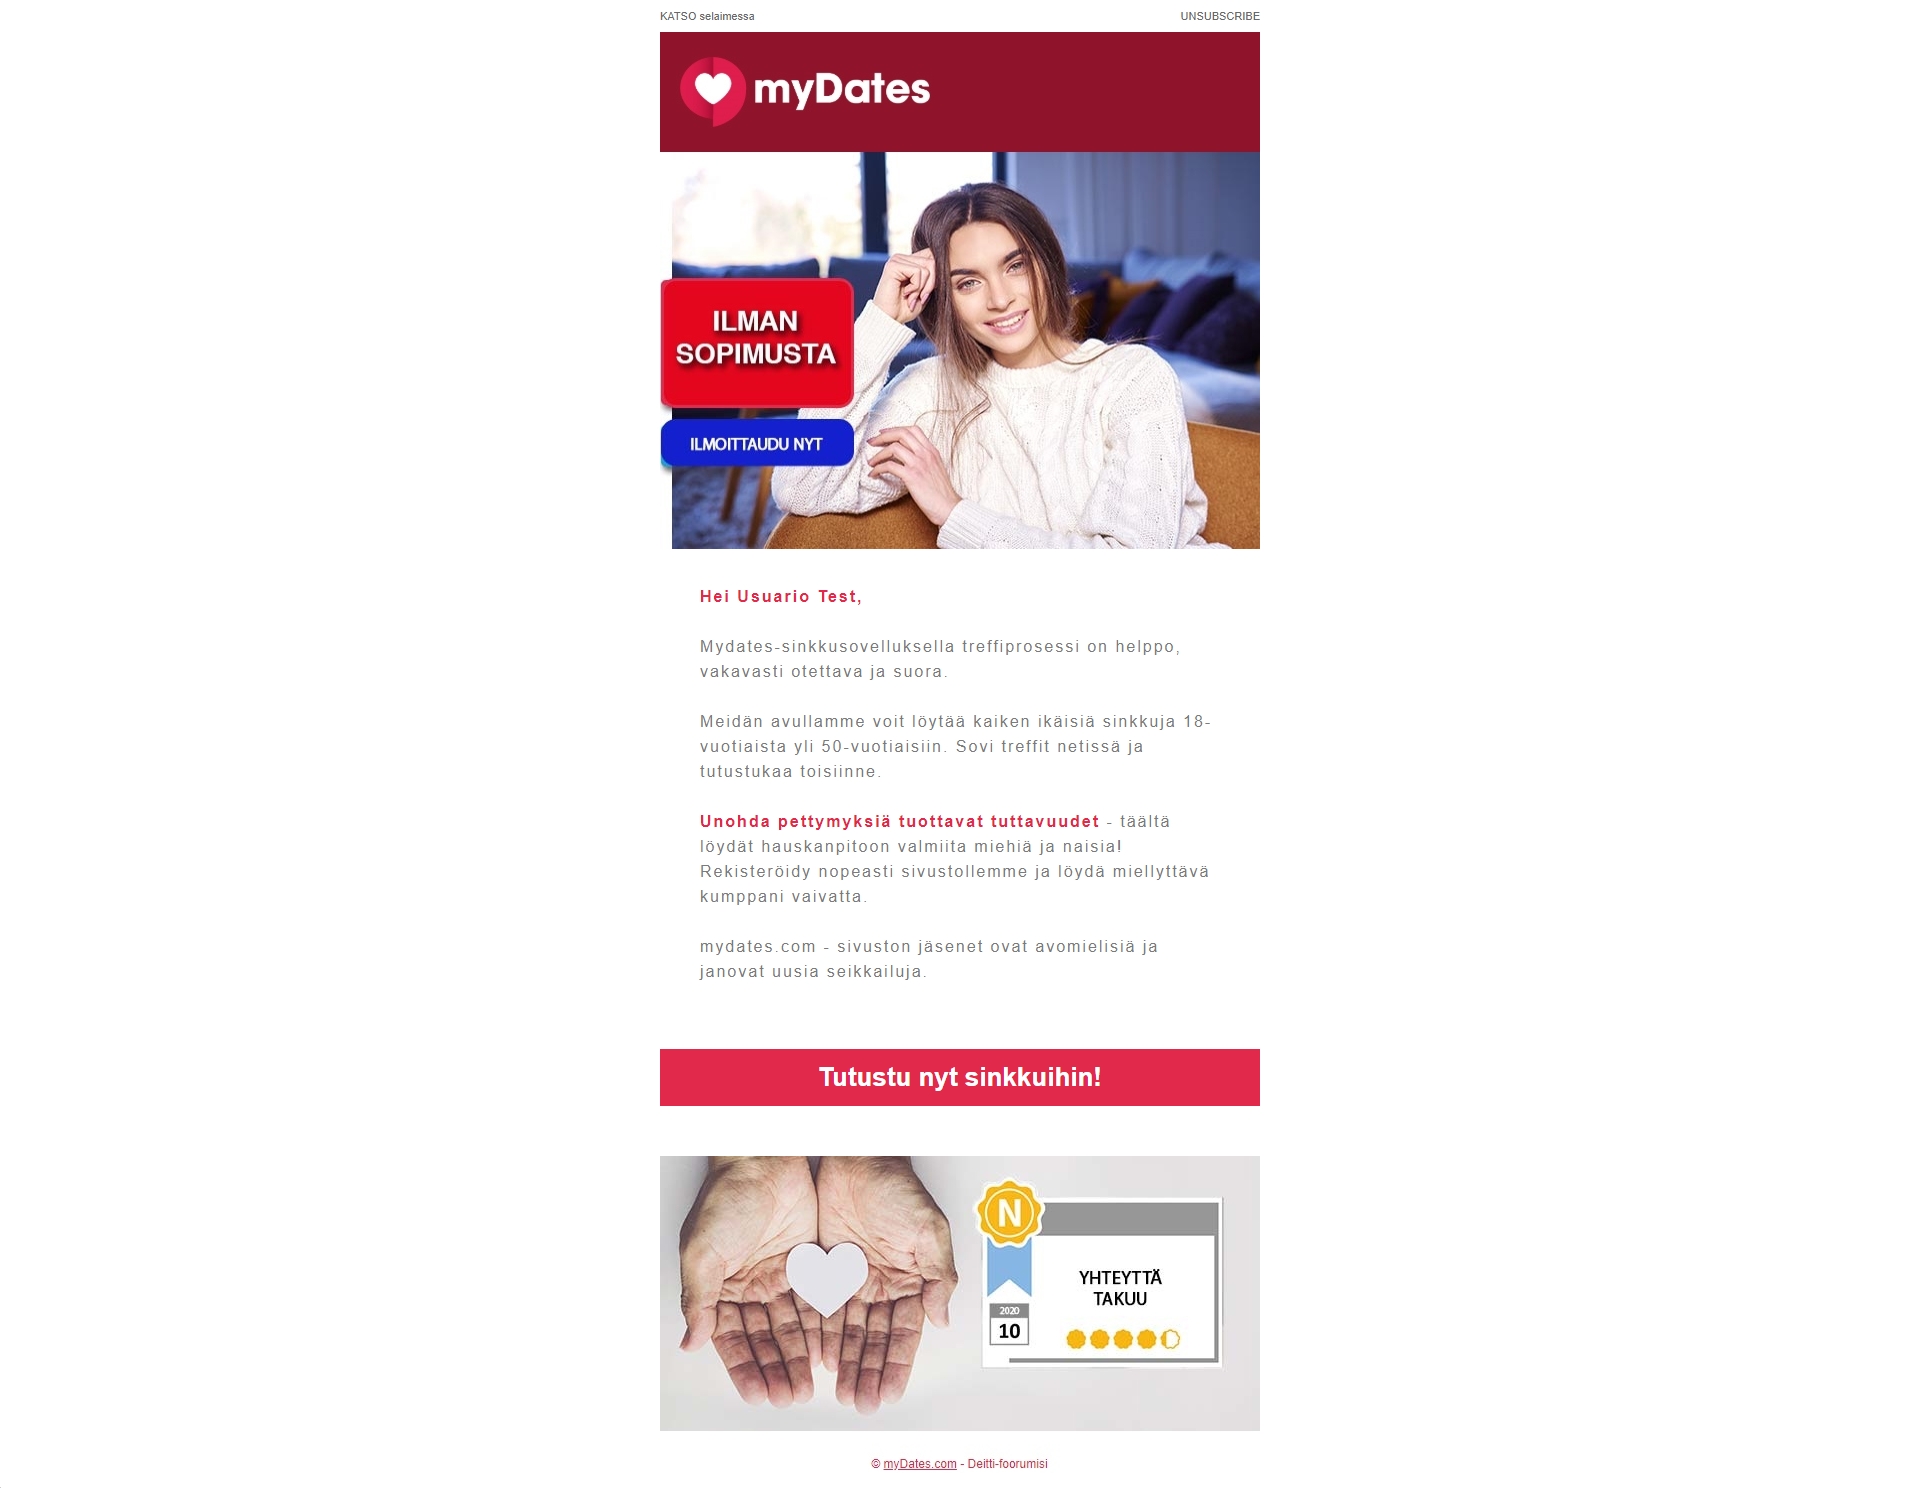 KATSO selaimessa
UNSUBSCRIBE
myDates
ILMAN
SOPIMUSTA
ILMOITTAUDU NYT
Hei Usuario Test,
Mydates-sinkkusovelluksella treffiprosessi on helppo,
vakavasti otettava ja suora.
Meidän avullamme voit löytää kaiken ikäisiä sinkkuja 18-
vuotiaista yli 50-vuotiaisiin. Sovi treffit netissä ja
tutustukaa toisiinne.
Unohda pettymyksiä tuottavat tuttavuudet - täältä
löydät hauskanpitoon valmiita miehiä ja naisia!
Rekisteröidy nopeasti sivustollemme ja löydä miellyttävä
kumppani vaivatta.
mydates.com - sivuston jäsenet ovat avomielisiä ja
janovat uusia seikkailuja.
Tutustu nyt sinkkuihin!
N
YHTEYTTÄ
TAKUU
2020
10
© myDates.com - Deitti-foorumisi